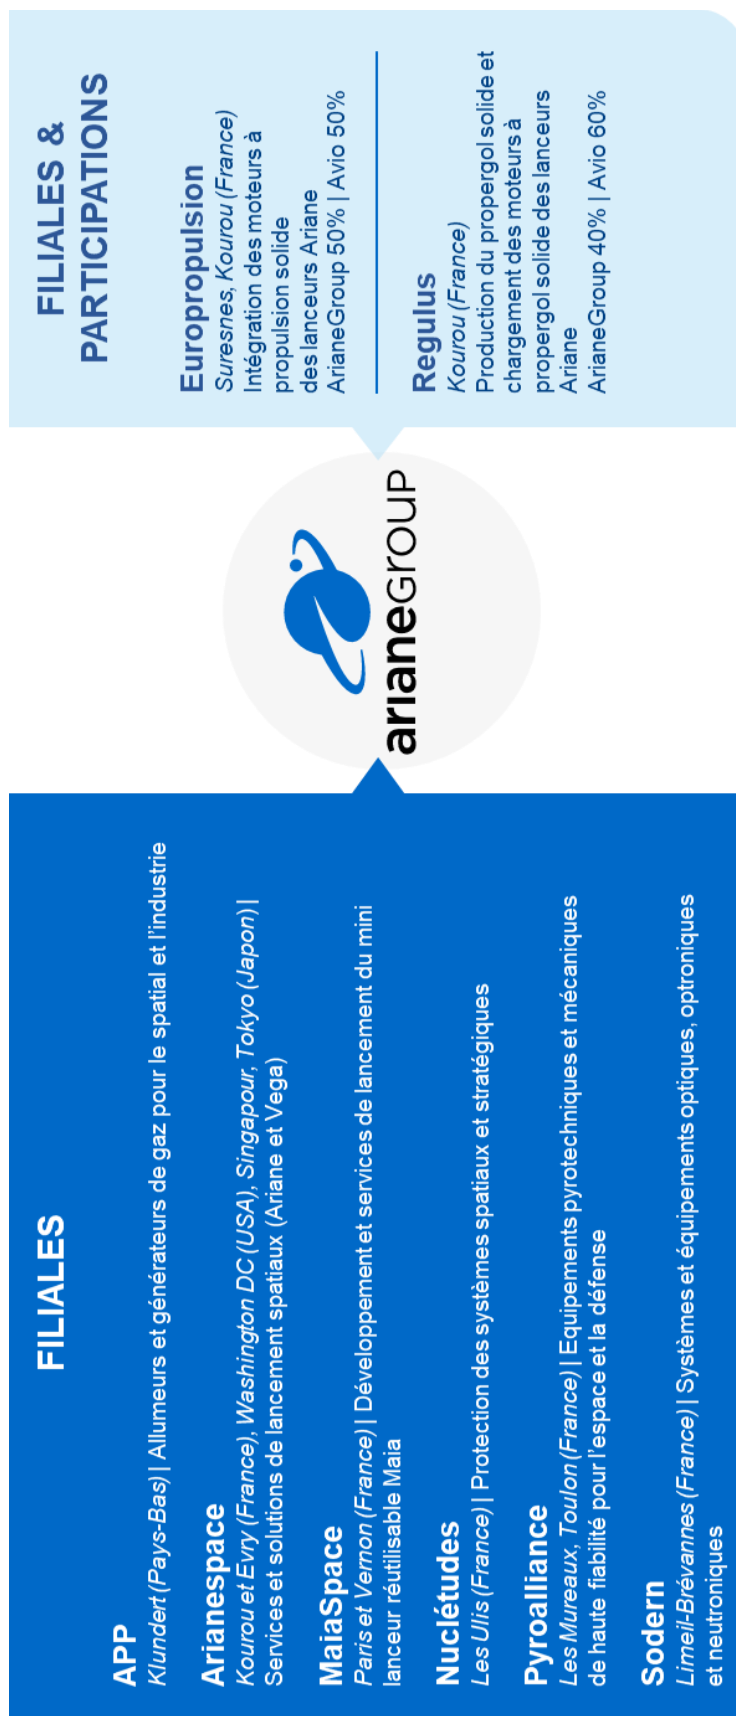 FILIALES
APP
Klundert (Pays-Bas) | Allumeurs et générateurs de gaz pour le spatial et l'industrie
Arianespace
Kourou et Evry (France), Washington DC (USA), Singapour, Tokyo (Japon) |
Services et solutions de lancement spatiaux (Ariane et Vega)
MaiaSpace
Paris et Vernon (France) | Développement et services de lancement du mini
lanceur réutilisable Maia
Nuclétudes
Les Ulis (France) | Protection des systèmes spatiaux et stratégiques
Pyroalliance
Les Mureaux, Toulon (France) | Equipements pyrotechniques et mécaniques
de haute fiabilité pour l'espace et la défense
Sodern
Limeil-Brévannes (France) | Systèmes et équipements optiques, optroniques
et neutroniques
arianeGROUP
FILIALES &
PARTICIPATIONS
Europropulsion
Suresnes, Kourou (France)
Intégration des moteurs à
propulsion solide
des lanceurs Ariane
ArianeGroup 50% | Avio 50%
Regulus
Kourou (France)
Production du propergol solide et
chargement des moteurs à
propergol solide des lanceurs
Ariane
ArianeGroup 40% | Avio 60%